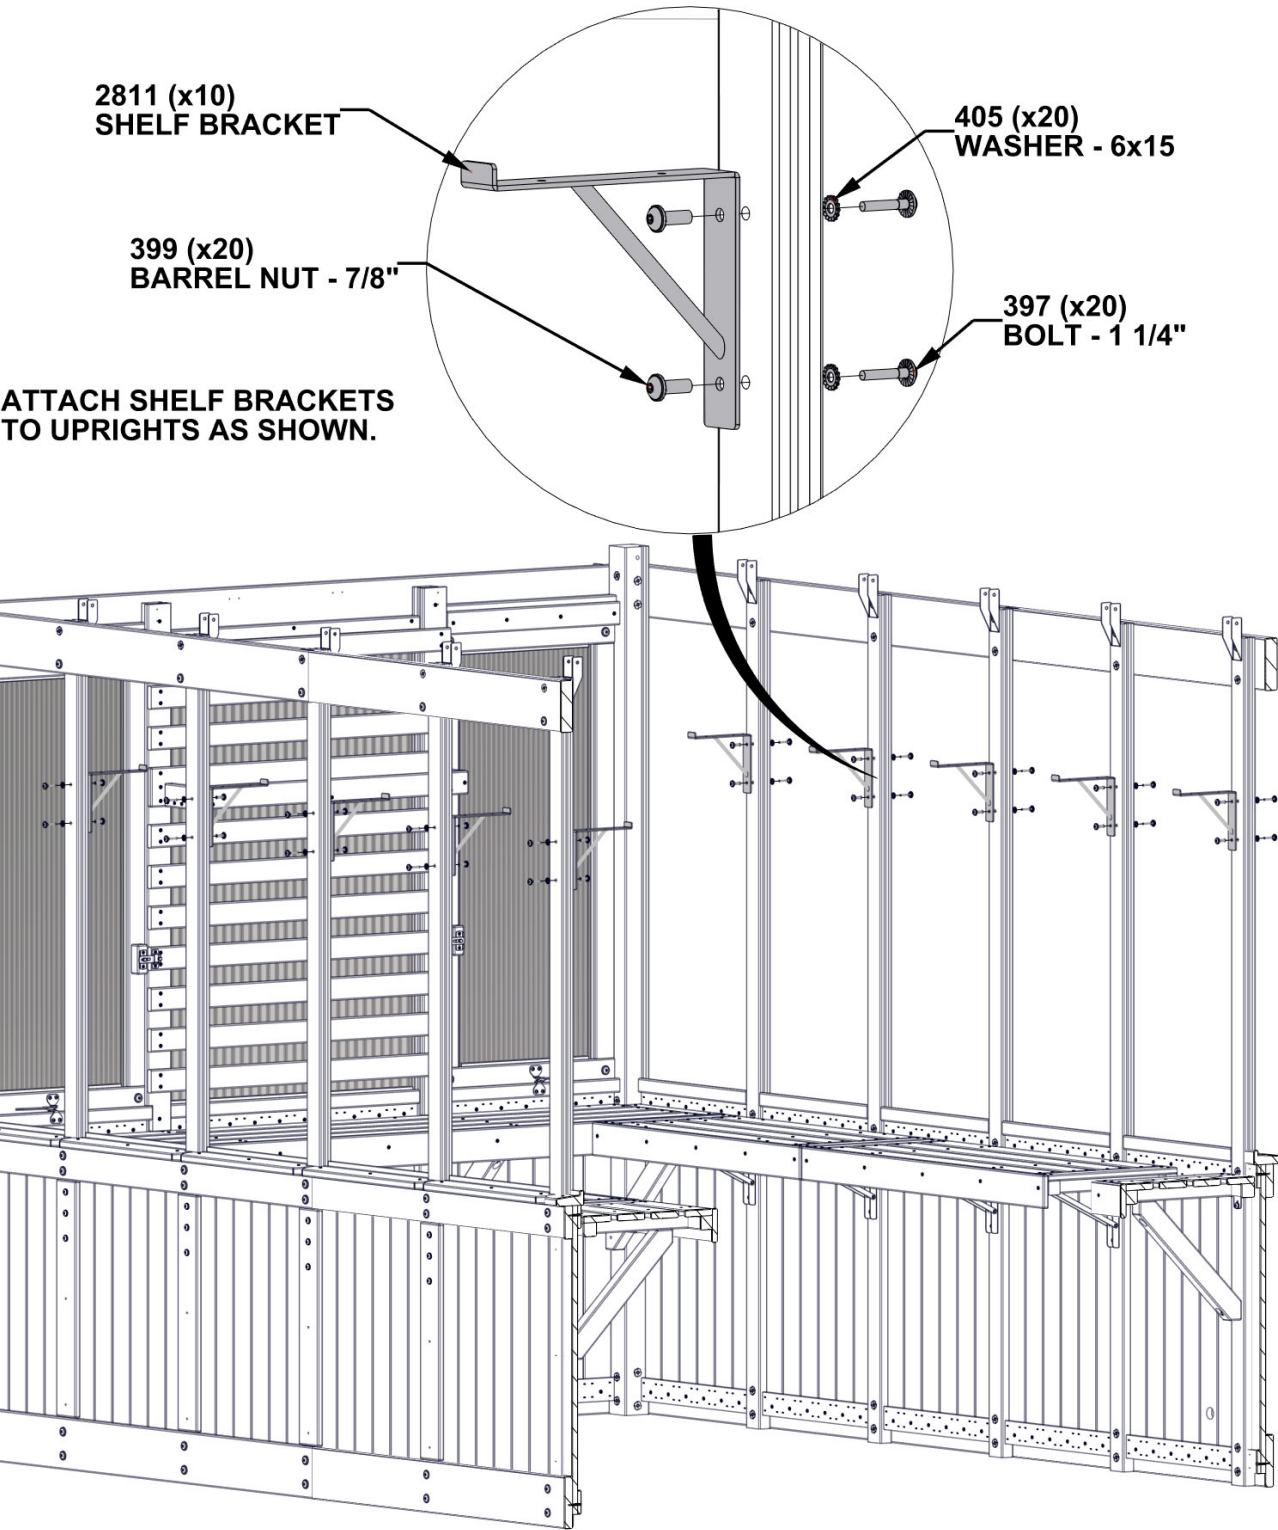 2811 (x10)
SHELF BRACKET
405 (x20)
WASHER - 6x15
399 (x20)
BARREL NUT - 7/8"
397 (x20)
BOLT - 1 1/4"
ATTACH SHELF BRACKETS
TO UPRIGHTS AS SHOWN.